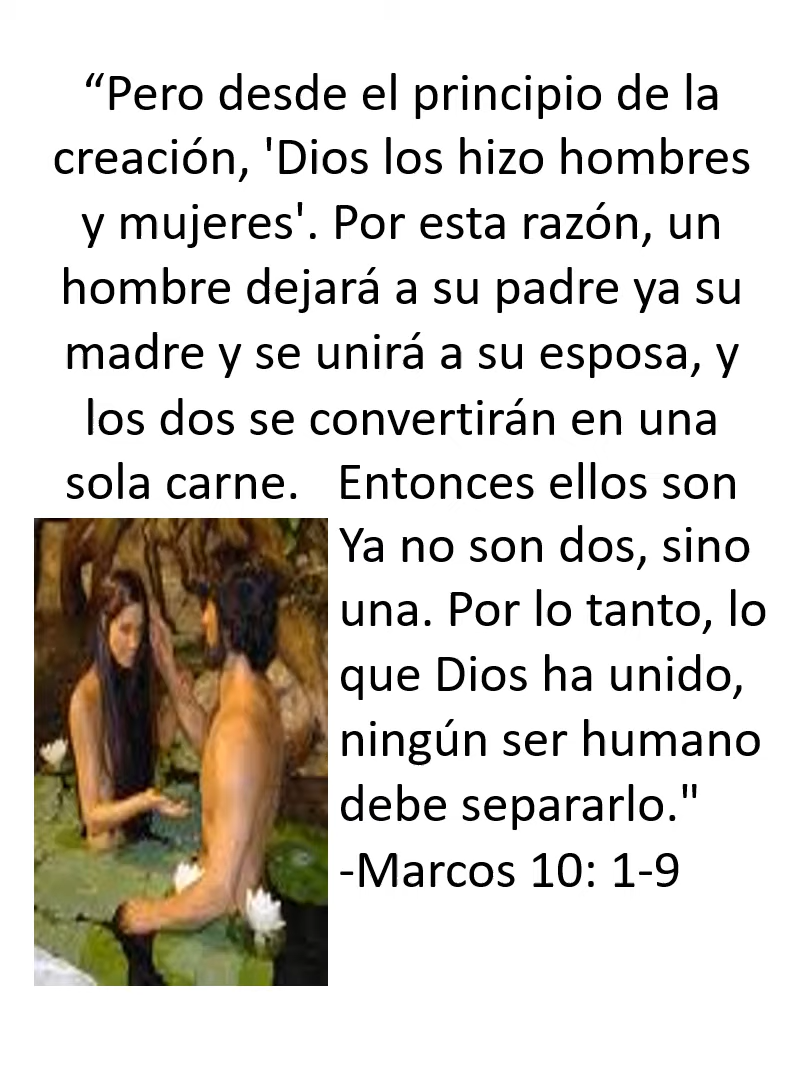 “Pero desde el principio de la
creación, 'Dios los hizo hombres
y mujeres'. Por esta razón, un
hombre dejará a su padre ya su
madre y se unirá a su esposa, y
los dos se convertirán en una
sola carne.   Entonces ellos son
Ya no son dos, sino
una. Por lo tanto, lo
que Dios ha unido,
ningún ser humano
debe separarlo."
-Marcos 10: 1-9